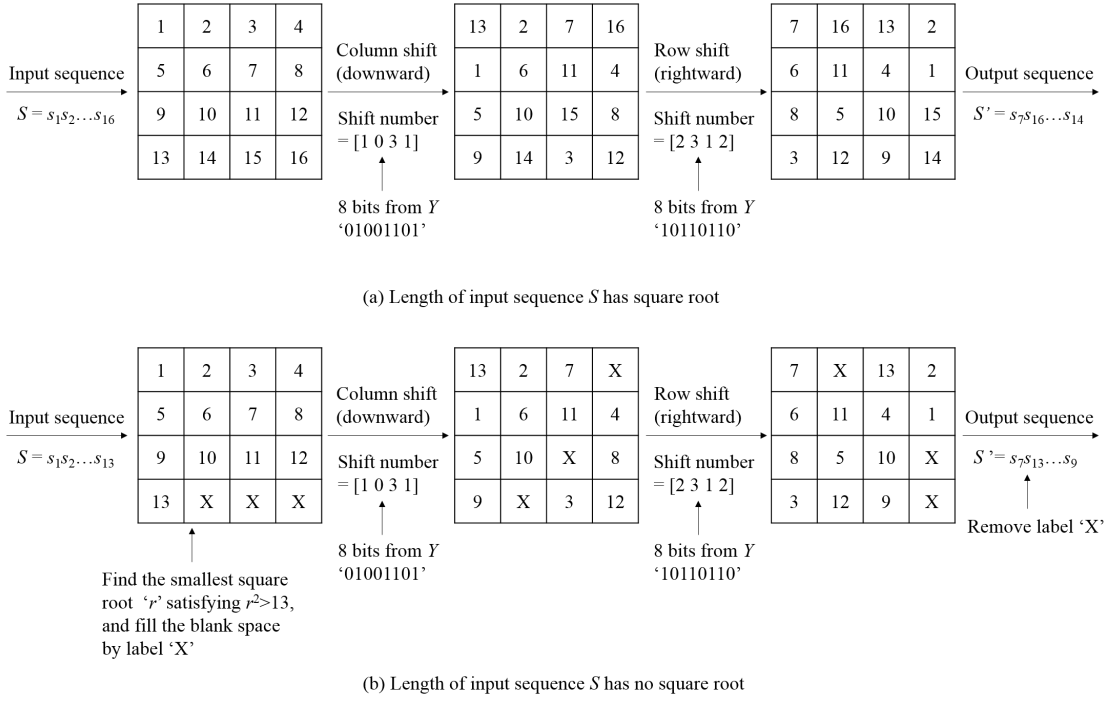 Input sequence
S = s1s2…s16
1 2 3 4
5 6 7 8
9 10 11 12
13 14 15 16
Column shift
(downward)
Shift number
= [1 0 3 1]
8 bits from Y
‘01001101’
13 2 7 16
1 6 11 4
5 10 15 8
9 14 3 12
Row shift
(rightward)
Shift number
= [2 3 1 2]
8 bits from Y
‘10110110’
7 16 13 2
6 11 4 1
8 5 10 15
3 12 9 14
Output sequence
S’ = s7s16…s14
(a) Length of input sequence S has square root
Input sequence
S = s1s2…s13
1 2 3 4
5 6 7 8
9 10 11 12
13 X X X
Find the smallest square
root ‘r’ satisfying r²>13,
and fill the blank space
by label ‘X’
Column shift
(downward)
Shift number
= [1 0 3 1]
8 bits from Y
‘01001101’
13 2 7 X
1 6 11 4
5 10 X 8
9 X 3 12
Row shift
(rightward)
Shift number
= [2 3 1 2]
8 bits from Y
‘10110110’
7 X 13 2
6 11 4 1
8 5 10 X
3 12 9 X
Output sequence
S ’= s7s13…s9
Remove label ‘X’
(b) Length of input sequence S has no square root